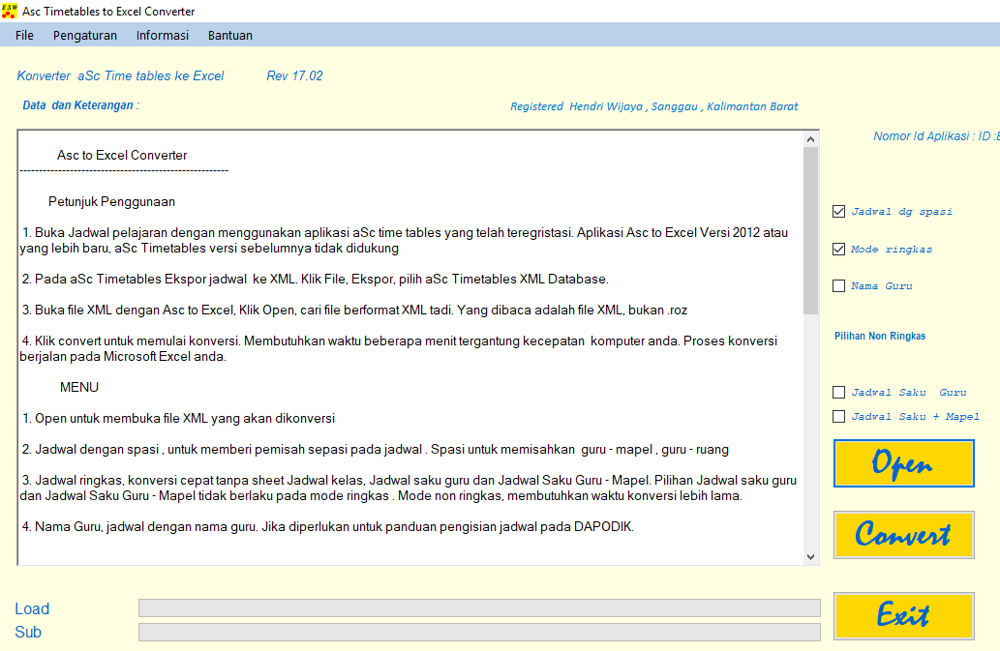 Asc Timetables to Excel Converter
File Pengaturan Informasi Bantuan
Konverter aSc Time tables ke Excel Rev 17.02
Data dan Keterangan :
Registered Hendri Wijaya , Sanggau , Kalimantan Barat
Nomor Id Aplikasi : ID :
Asc to Excel Converter
------------------------------------------------------
Petunjuk Penggunaan
1. Buka Jadwal pelajaran dengan menggunakan aplikasi aSc time tables yang telah teregristasi. Aplikasi Asc to Excel Versi 2012 atau
yang lebih baru, aSc Timetables versi sebelumnya tidak didukung
2. Pada aSc Timetables Ekspor jadwal ke XML. Klik File, Ekspor, pilih aSc Timetables XML Database.
3. Buka file XML dengan Asc to Excel, Klik Open, cari file berformat XML tadi. Yang dibaca adalah file XML, bukan .roz
4. Klik convert untuk memulai konversi. Membutuhkan waktu beberapa menit tergantung kecepatan komputer anda. Proses konversi
berjalan pada Microsoft Excel anda.
MENU
1. Open untuk membuka file XML yang akan dikonversi
2. Jadwal dengan spasi , untuk memberi pemisah sepasi pada jadwal . Spasi untuk memisahkan guru - mapel , guru - ruang
3. Jadwal ringkas, konversi cepat tanpa sheet Jadwal kelas, Jadwal saku guru dan Jadwal Saku Guru - Mapel. Pilihan Jadwal saku guru
dan Jadwal Saku Guru - Mapel tidak berlaku pada mode ringkas . Mode non ringkas, membutuhkan waktu konversi lebih lama.
4. Nama Guru, jadwal dengan nama guru. Jika diperlukan untuk panduan pengisian jadwal pada DAPODIK.
Jadwal dg spasi
Mode ringkas
Nama Guru
Pilihan Non Ringkas
Jadwal Saku Guru
Jadwal Saku + Mapel
Open
Convert
Exit
Load
Sub